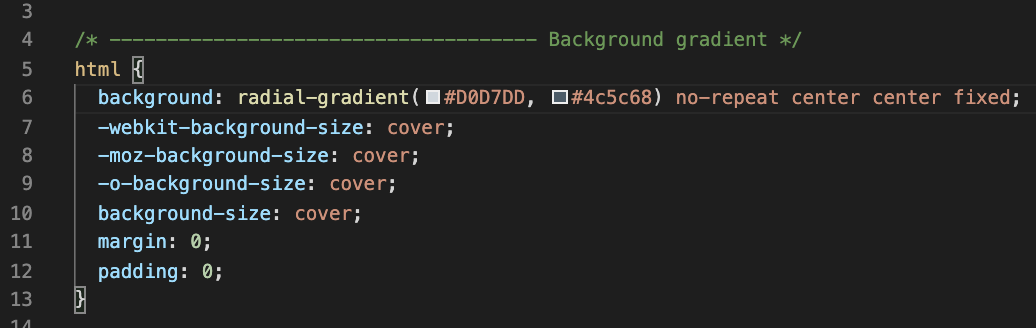 3
4 /* ------------------------------------- Background gradient */
5 html {
6 background: radial-gradient(#D0D7DD, #4c5c68) no-repeat center center fixed;
7 -webkit-background-size: cover;
8 -moz-background-size: cover;
9 -o-background-size: cover;
10 background-size: cover;
11 margin: 0;
12 padding: 0;
13 }
14